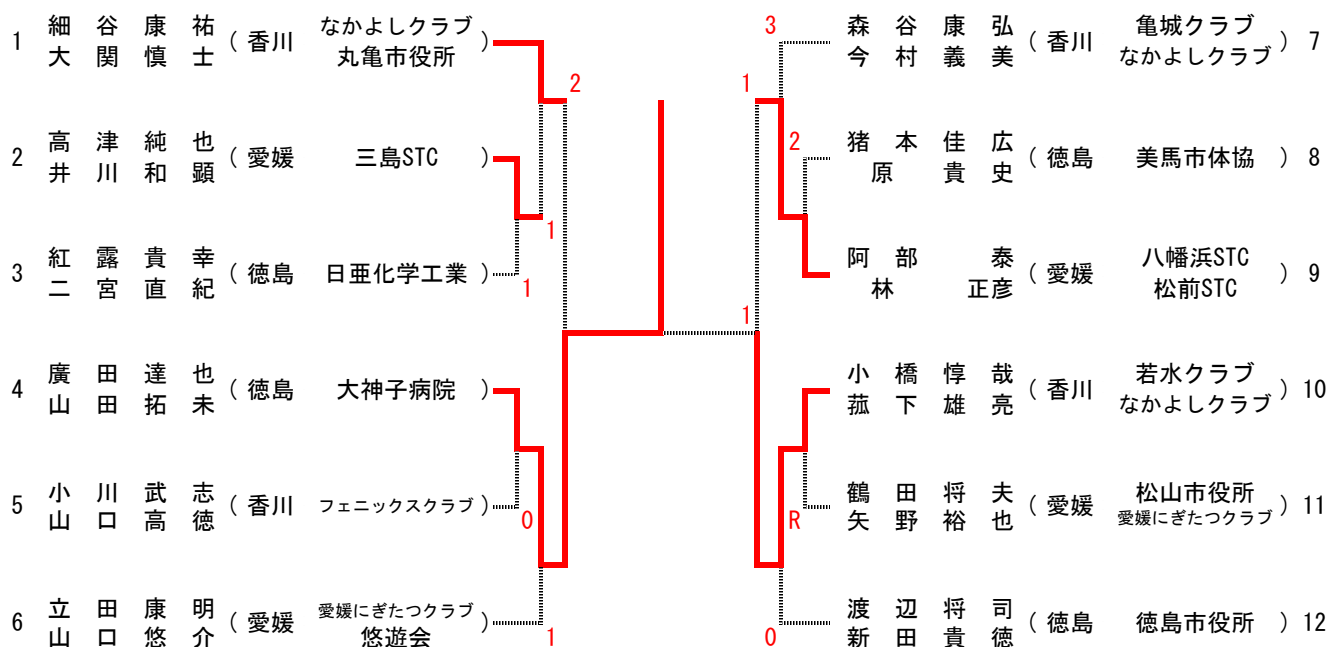 細谷康祐
1 大関慎士 (香川 なかよしクラブ 丸亀市役所)
高津純也
2 井川和顕 (愛媛 三島STC)
紅露貴幸
3 二宮直紀 (徳島 日亜化学工業)
廣田達也
4 山田拓未 (徳島 大神子病院)
小川武志
5 山口高徳 (香川 フェニックスクラブ)
立田康明
6 山口悠介 (愛媛 愛媛にぎたつクラブ 悠遊会)
2
1
1
0
1
3
1
2
1
R
0
森谷康弘
今村義美 (香川 亀城クラブ なかよしクラブ) 7
猪本佳広
原貴史 (徳島 美馬市体協) 8
阿部泰
林正彦 (愛媛 八幡浜STC 松前STC) 9
小橋惇哉
菰下雄亮 (香川 若水クラブ なかよしクラブ) 10
鶴田将夫
矢野裕也 (愛媛 松山市役所 愛媛にぎたつクラブ) 11
渡辺将司
新田貴徳 (徳島 徳島市役所) 12